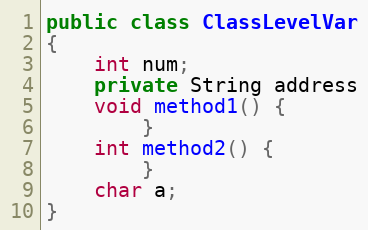 1 public class ClassLevelVar
2 {
3     int num;
4     private String address
5     void method1() {
6         }
7     int method2() {
8         }
9     char a;
10 }